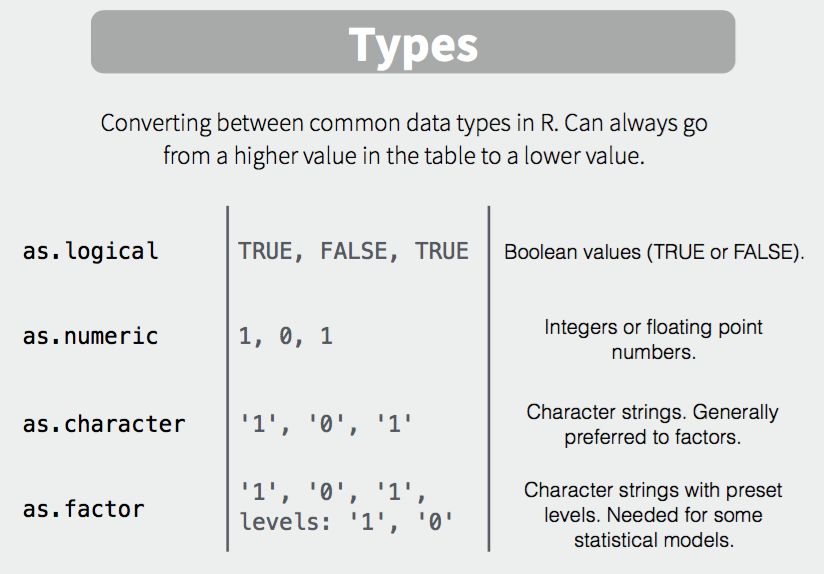 Types
Converting between common data types in R. Can always go
from a higher value in the table to a lower value.
as.logical
TRUE, FALSE, TRUE
Boolean values (TRUE or FALSE).
as.numeric
1, 0, 1
Integers or floating point
numbers.
as.character
'1', '0', '1'
Character strings. Generally
preferred to factors.
as.factor
'1', '0', '1',
levels: '1', '0'
Character strings with preset
levels. Needed for some
statistical models.